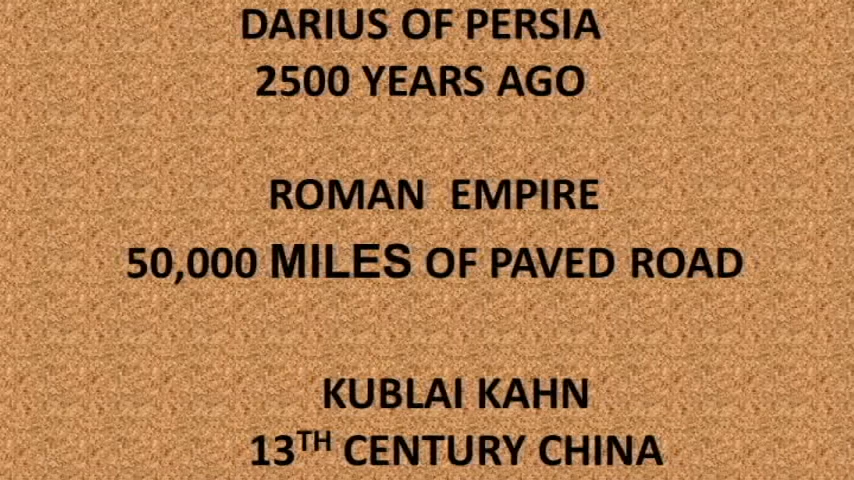 DARIUS OF PERSIA
2500 YEARS AGO
ROMAN EMPIRE
50,000 MILES OF PAVED ROAD
KUBLAI KAHN
13TH CENTURY CHINA